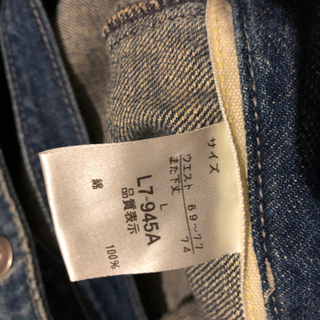 サイズ
ウエスト 69~77
また下丈 74
L
L7-945A
品質表示
綿 100%